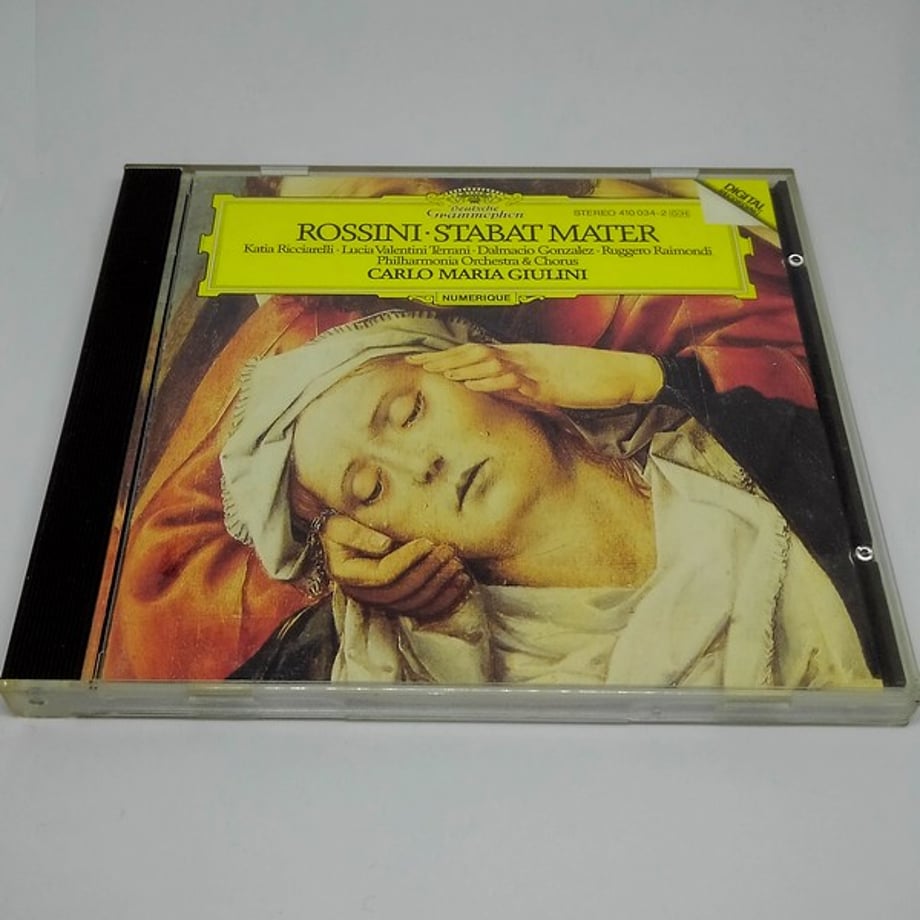 Deutsche
Grammophon
STEREO 410 034-2 GH
DIGITAL
ROSSINI · STABAT MATER
Katia Ricciarelli · Lucia Valentini Terrani · Dalmacio Gonzalez · Ruggero Raimondi
Philharmonia Orchestra & Chorus
CARLO MARIA GIULINI
NUMERIQUE